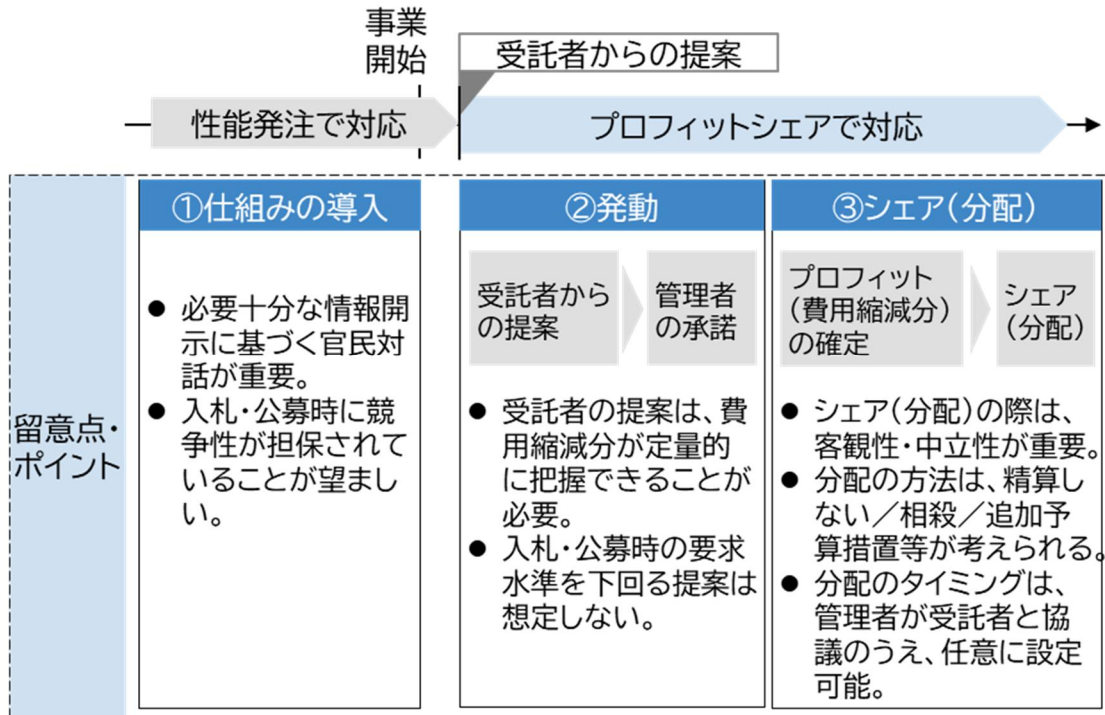 事業
開始
受託者からの提案
性能発注で対応
プロフィットシェアで対応
留意点・
ポイント
①仕組みの導入
● 必要十分な情報開
示に基づく官民対
話が重要。
● 入札・公募時に競
争性が担保されて
いることが望まし
い。
②発動
受託者から
の提案
管理者
の承諾
● 受託者の提案は、費
用縮減分が定量的
に把握できることが
必要。
● 入札・公募時の要求
水準を下回る提案は
想定しない。
③シェア(分配)
プロフィット
(費用縮減分)
の確定
シェア
(分配)
● シェア(分配)の際は、
客観性・中立性が重要。
● 分配の方法は、精算し
ない／相殺／追加予
算措置等が考えられる。
● 分配のタイミングは、
管理者が受託者と協
議のうえ、任意に設定
可能。